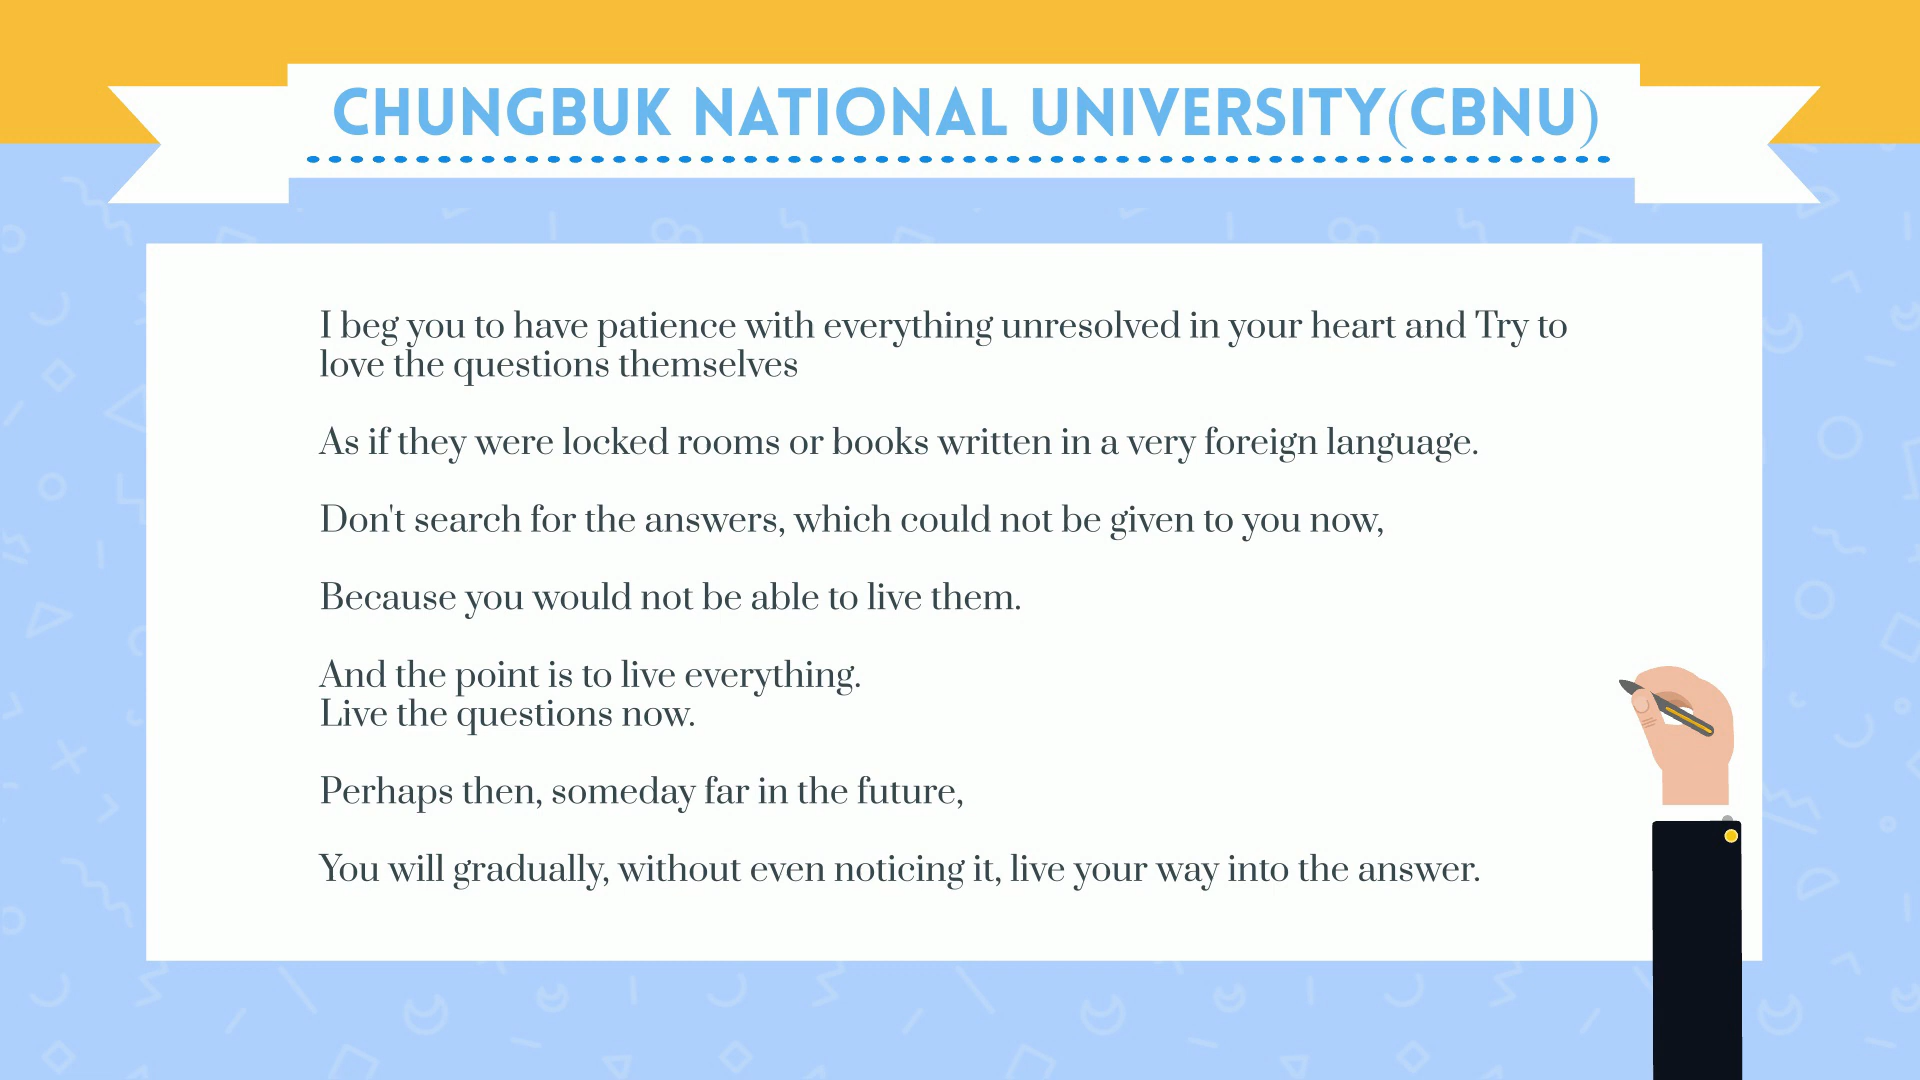 CHUNGBUK NATIONAL UNIVERSITY(CBNU)
I beg you to have patience with everything unresolved in your heart and Try to
love the questions themselves
As if they were locked rooms or books written in a very foreign language.
Don't search for the answers, which could not be given to you now,
Because you would not be able to live them.
And the point is to live everything.
Live the questions now.
Perhaps then, someday far in the future,
You will gradually, without even noticing it, live your way into the answer.